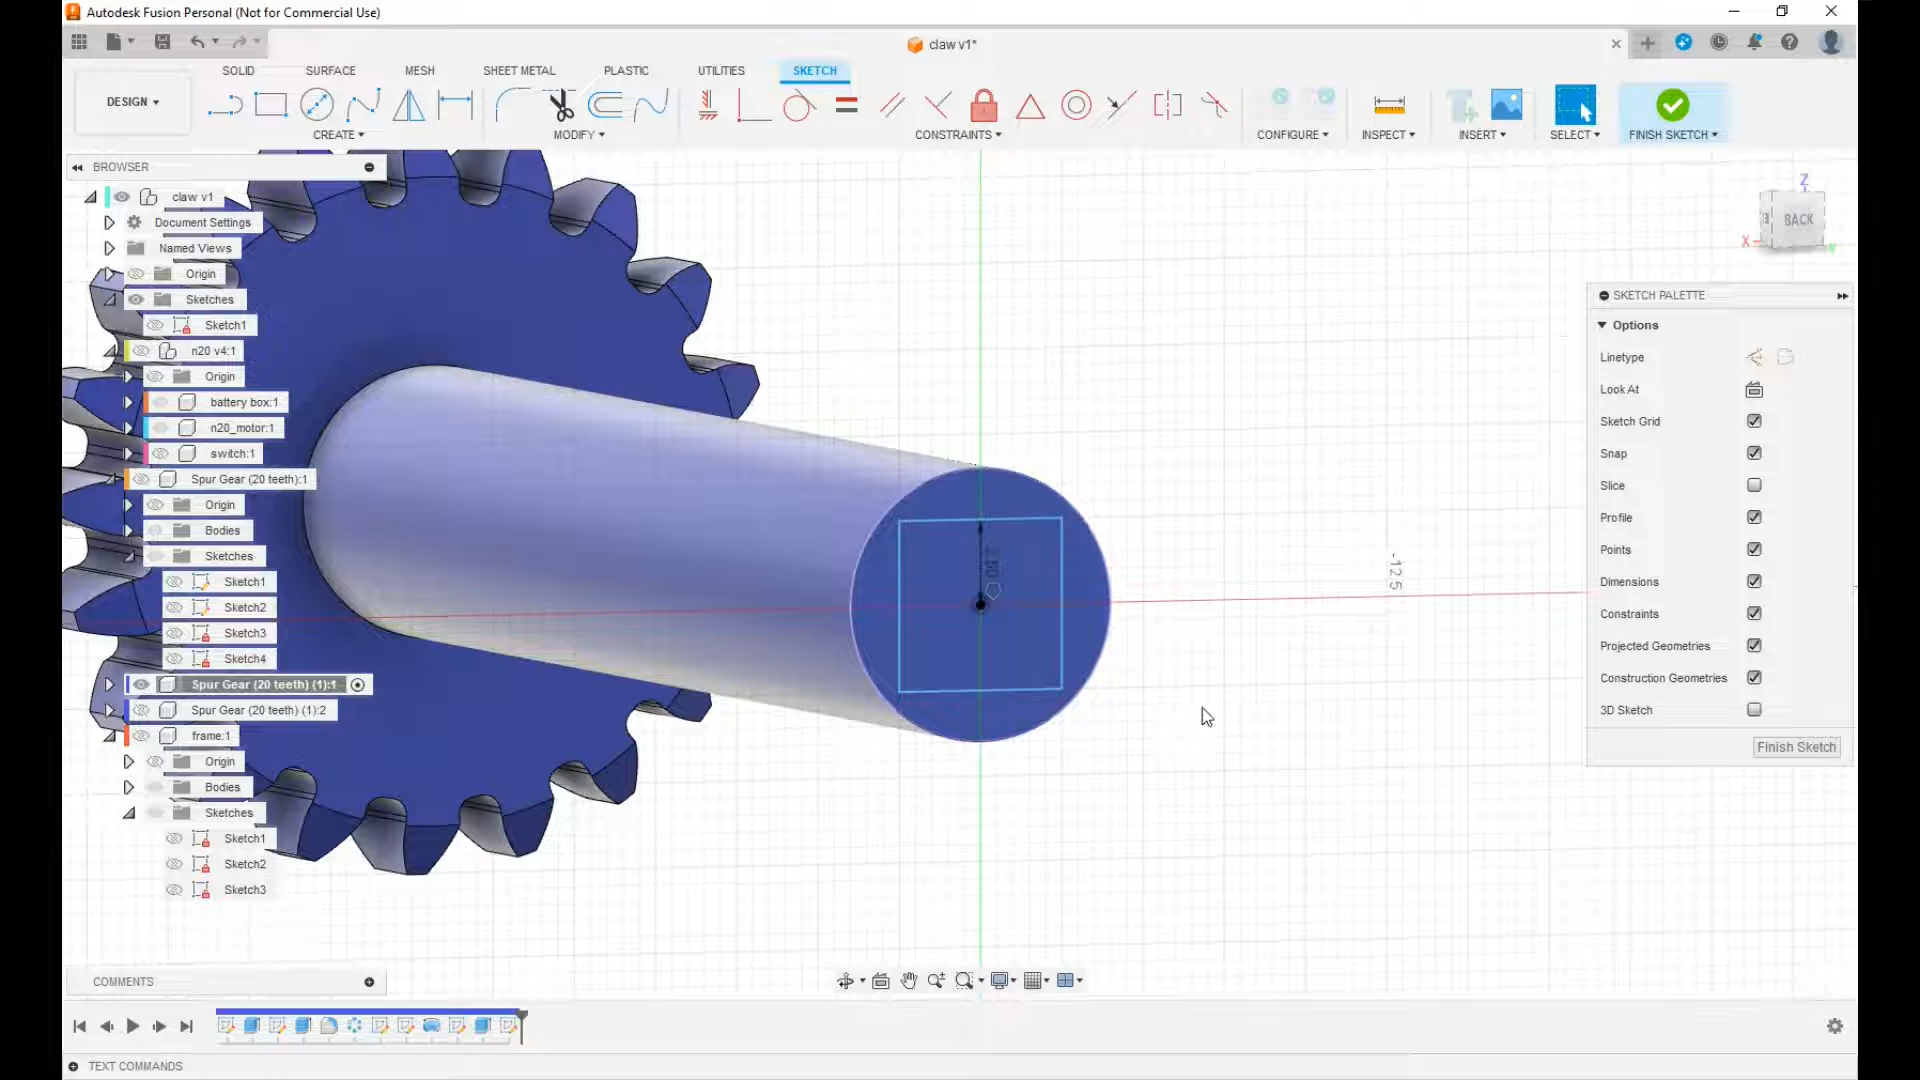 Autodesk Fusion Personal (Not for Commercial Use)
claw v1*
SOLID SURFACE MESH SHEET METAL PLASTIC UTILITIES SKETCH
DESIGN
CREATE MODIFY CONSTRAINTS CONFIGURE INSPECT INSERT SELECT FINISH SKETCH
BROWSER
claw v1
Document Settings
Named Views
Origin
Sketches
Sketch1
n20 v4:1
Origin
battery box:1
n20_motor:1
switch:1
Spur Gear (20 teeth):1
Origin
Bodies
Sketches
Sketch1
Sketch2
Sketch3
Sketch4
Spur Gear (20 teeth) (1):1
Spur Gear (20 teeth) (1):2
frame:1
Origin
Bodies
Sketches
Sketch1
Sketch2
Sketch3
-12.5
Z
BACK
X
SKETCH PALETTE
Options
Linetype
Look At
Sketch Grid
Snap
Slice
Profile
Points
Dimensions
Constraints
Projected Geometries
Construction Geometries
3D Sketch
Finish Sketch
COMMENTS
TEXT COMMANDS